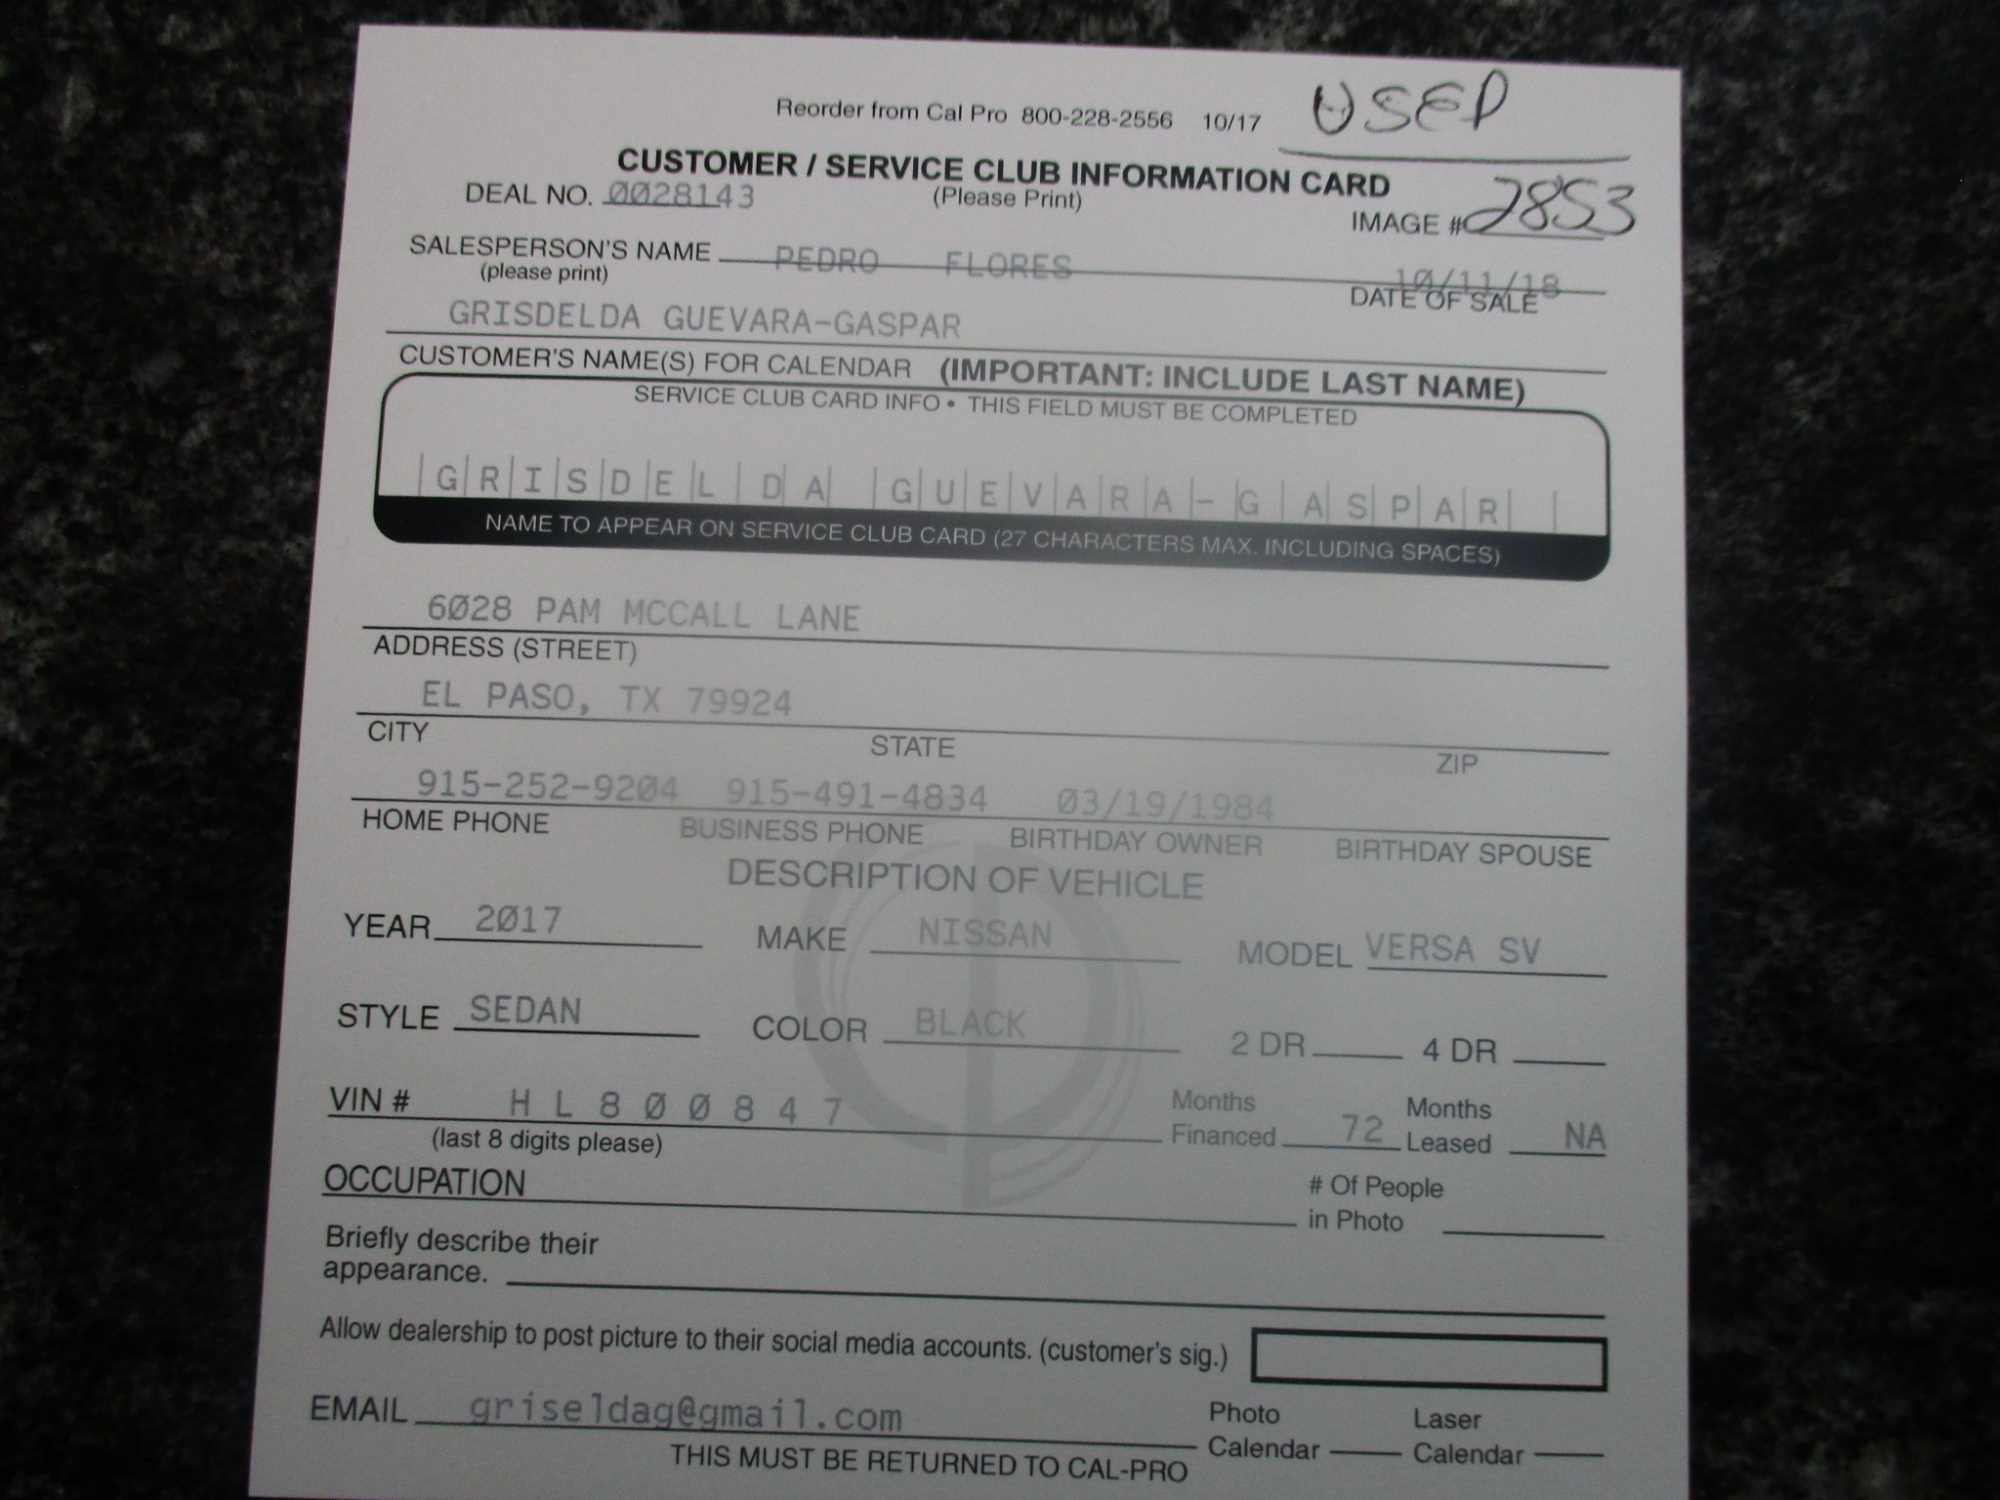 Reorder from Cal Pro 800-228-2556 10/17 USED
CUSTOMER / SERVICE CLUB INFORMATION CARD
DEAL NO. 0028143 (Please Print) IMAGE # 2853
SALESPERSON'S NAME PEDRO FLORES 10/11/18
(please print) DATE OF SALE
GRISDELDA GUEVARA-GASPAR
CUSTOMER'S NAME(S) FOR CALENDAR (IMPORTANT: INCLUDE LAST NAME)
SERVICE CLUB CARD INFO • THIS FIELD MUST BE COMPLETED
GRISDELDA GUEVARA-GASPAR
NAME TO APPEAR ON SERVICE CLUB CARD (27 CHARACTERS MAX. INCLUDING SPACES)
6028 PAM MCCALL LANE
ADDRESS (STREET)
EL PASO, TX 79924
CITY STATE ZIP
915-252-9204 915-491-4834 03/19/1984
HOME PHONE BUSINESS PHONE BIRTHDAY OWNER BIRTHDAY SPOUSE
DESCRIPTION OF VEHICLE
YEAR 2017 MAKE NISSAN MODEL VERSA SV
STYLE SEDAN COLOR BLACK 2 DR 4 DR
VIN # H L 8 0 0 8 4 7 Months Financed 72 Months Leased NA
(last 8 digits please)
OCCUPATION # Of People in Photo
Briefly describe their
appearance.
Allow dealership to post picture to their social media accounts. (customer's sig.)
EMAIL griseldag@gmail.com Photo Calendar Laser Calendar
THIS MUST BE RETURNED TO CAL-PRO